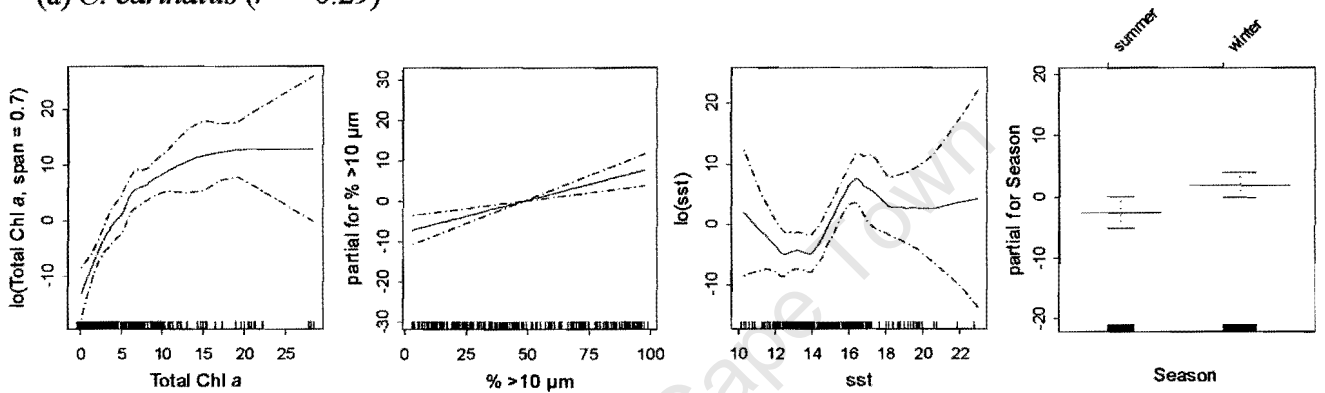 (a) C. carinatus (r² = 0.29)
lo(Total Chl a, span = 0.7)
-10 0 10 20
0 5 10 15 20 25
Total Chl a
partial for % >10 µm
-30 -20 -10 0 10 20 30
0 25 50 75 100
% >10 µm
lo(sst)
-10 0 10 20
10 12 14 16 18 20 22
sst
summer winter
partial for Season
-20 -10 0 10 20
Season
Cape Town